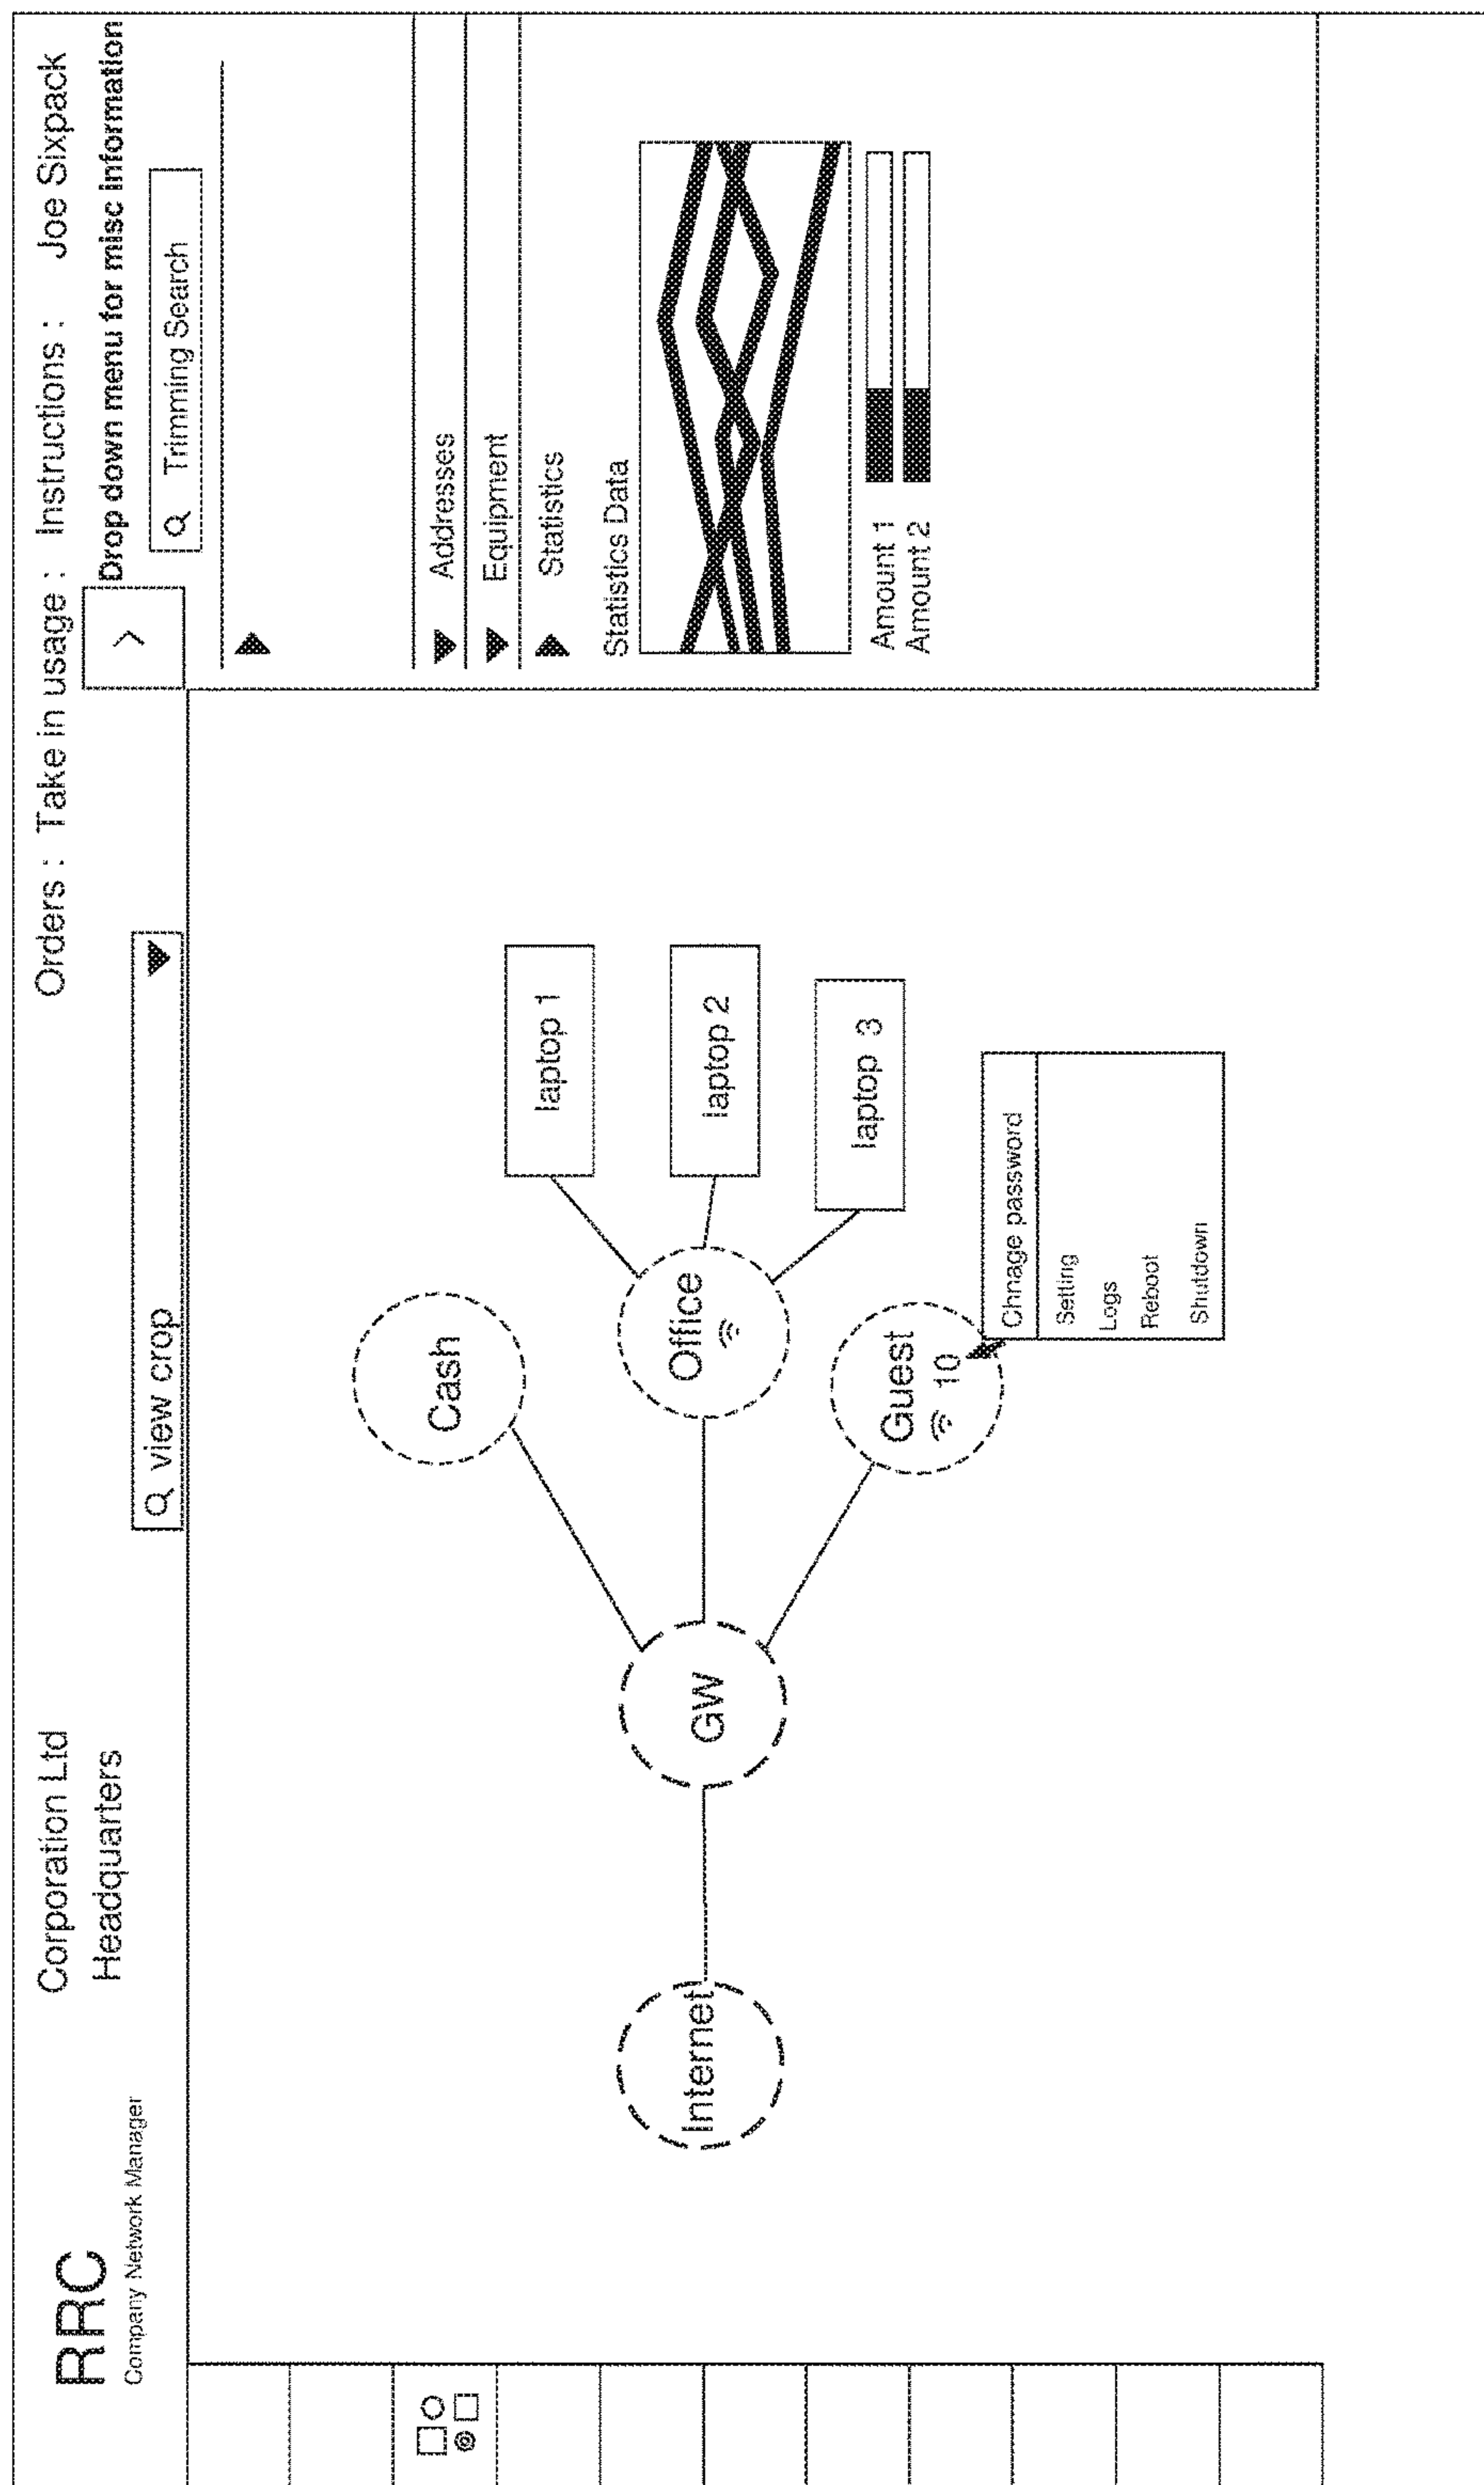 RRC
Company Network Manager
Corporation Ltd
Headquarters
Orders : Take in usage : Instructions : Joe Sixpack
view crop
Drop down menu for misc information
Trimming Search
Addresses
Equipment
Statistics
Statistics Data
Amount 1
Amount 2
Internet
GW
Cash
Office
Guest
10
laptop 1
laptop 2
laptop 3
Chnage password
Setting
Logs
Reboot
Shutdown